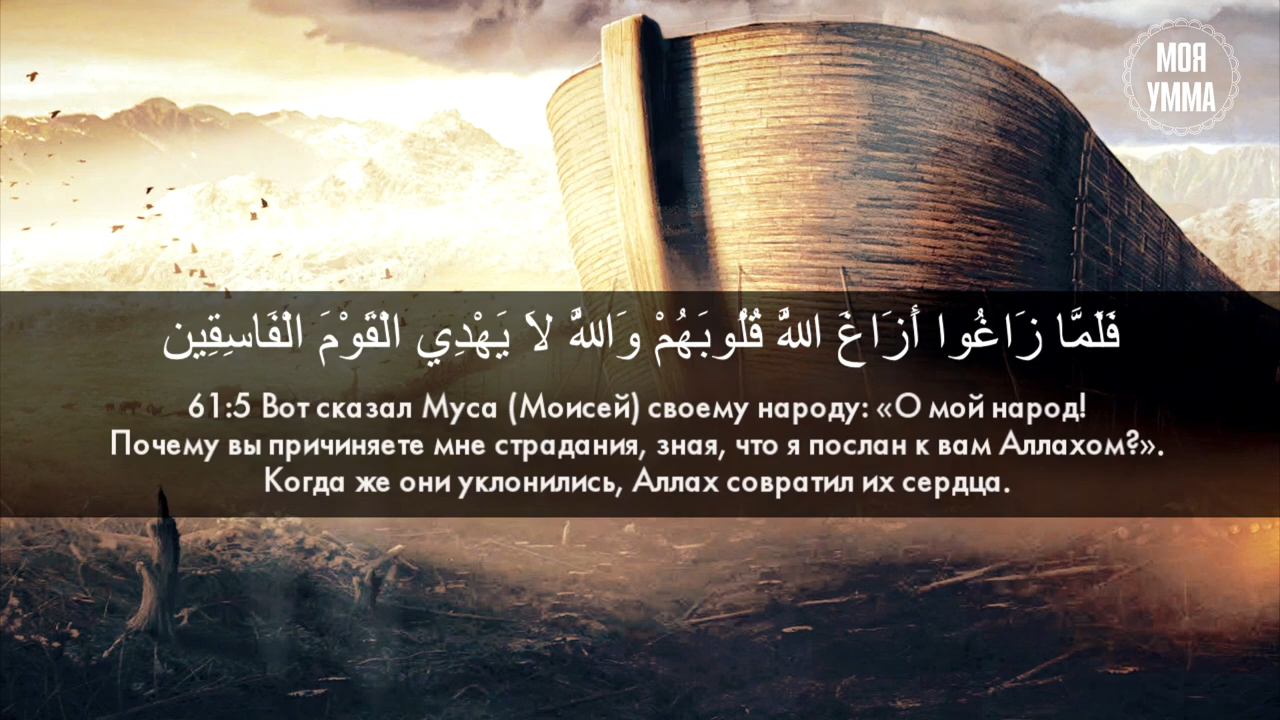 МОЯ
УММА
فَلَمَّا زَاغُوا أَزَاغَ اللهُ قُلُوبَهُمْ وَاللهُ لاَ يَهْدِي الْقَوْمَ الْفَاسِقِين
61:5 Вот сказал Муса (Моисей) своему народу: «О мой народ!
Почему вы причиняете мне страдания, зная, что я послан к вам Аллахом?».
Когда же они уклонились, Аллах совратил их сердца.